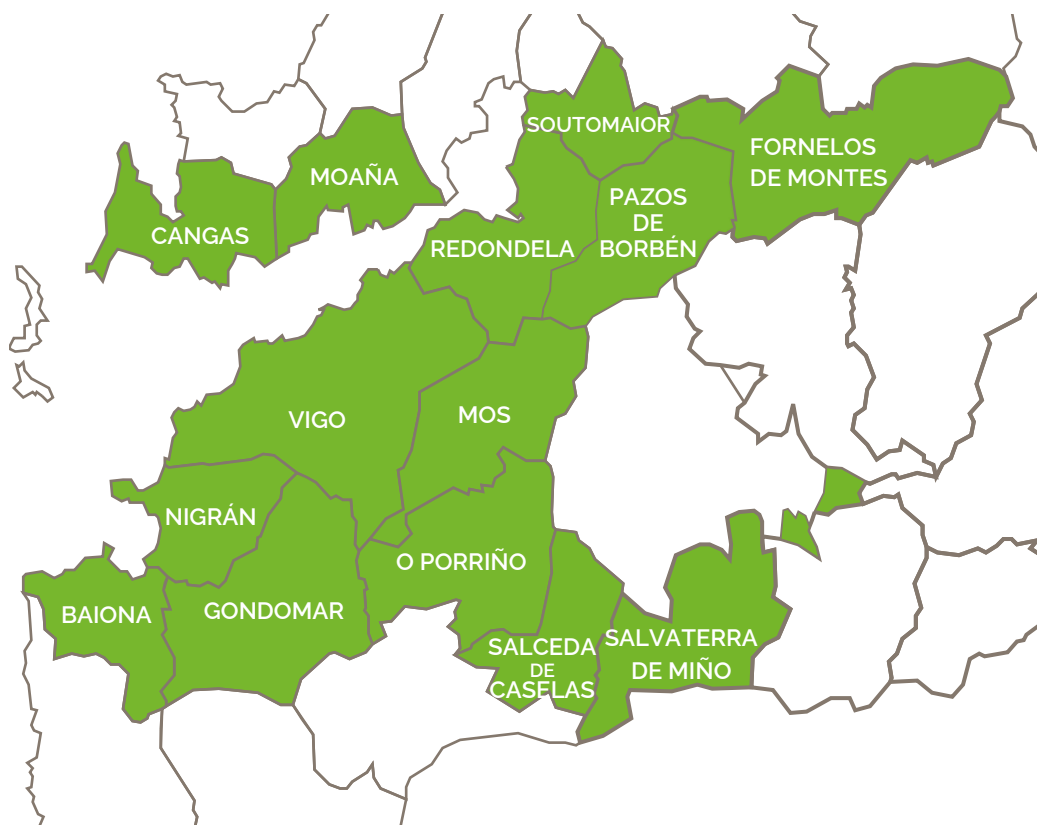 SOUTOMAIOR
FORNELOS
DE MONTES
MOAÑA
PAZOS
DE
BORBÉN
CANGAS
REDONDELA
VIGO
MOS
NIGRÁN
O PORRIÑO
BAIONA
GONDOMAR
SALCEDA
DE
CASELAS
SALVATERRA
DE MIÑO